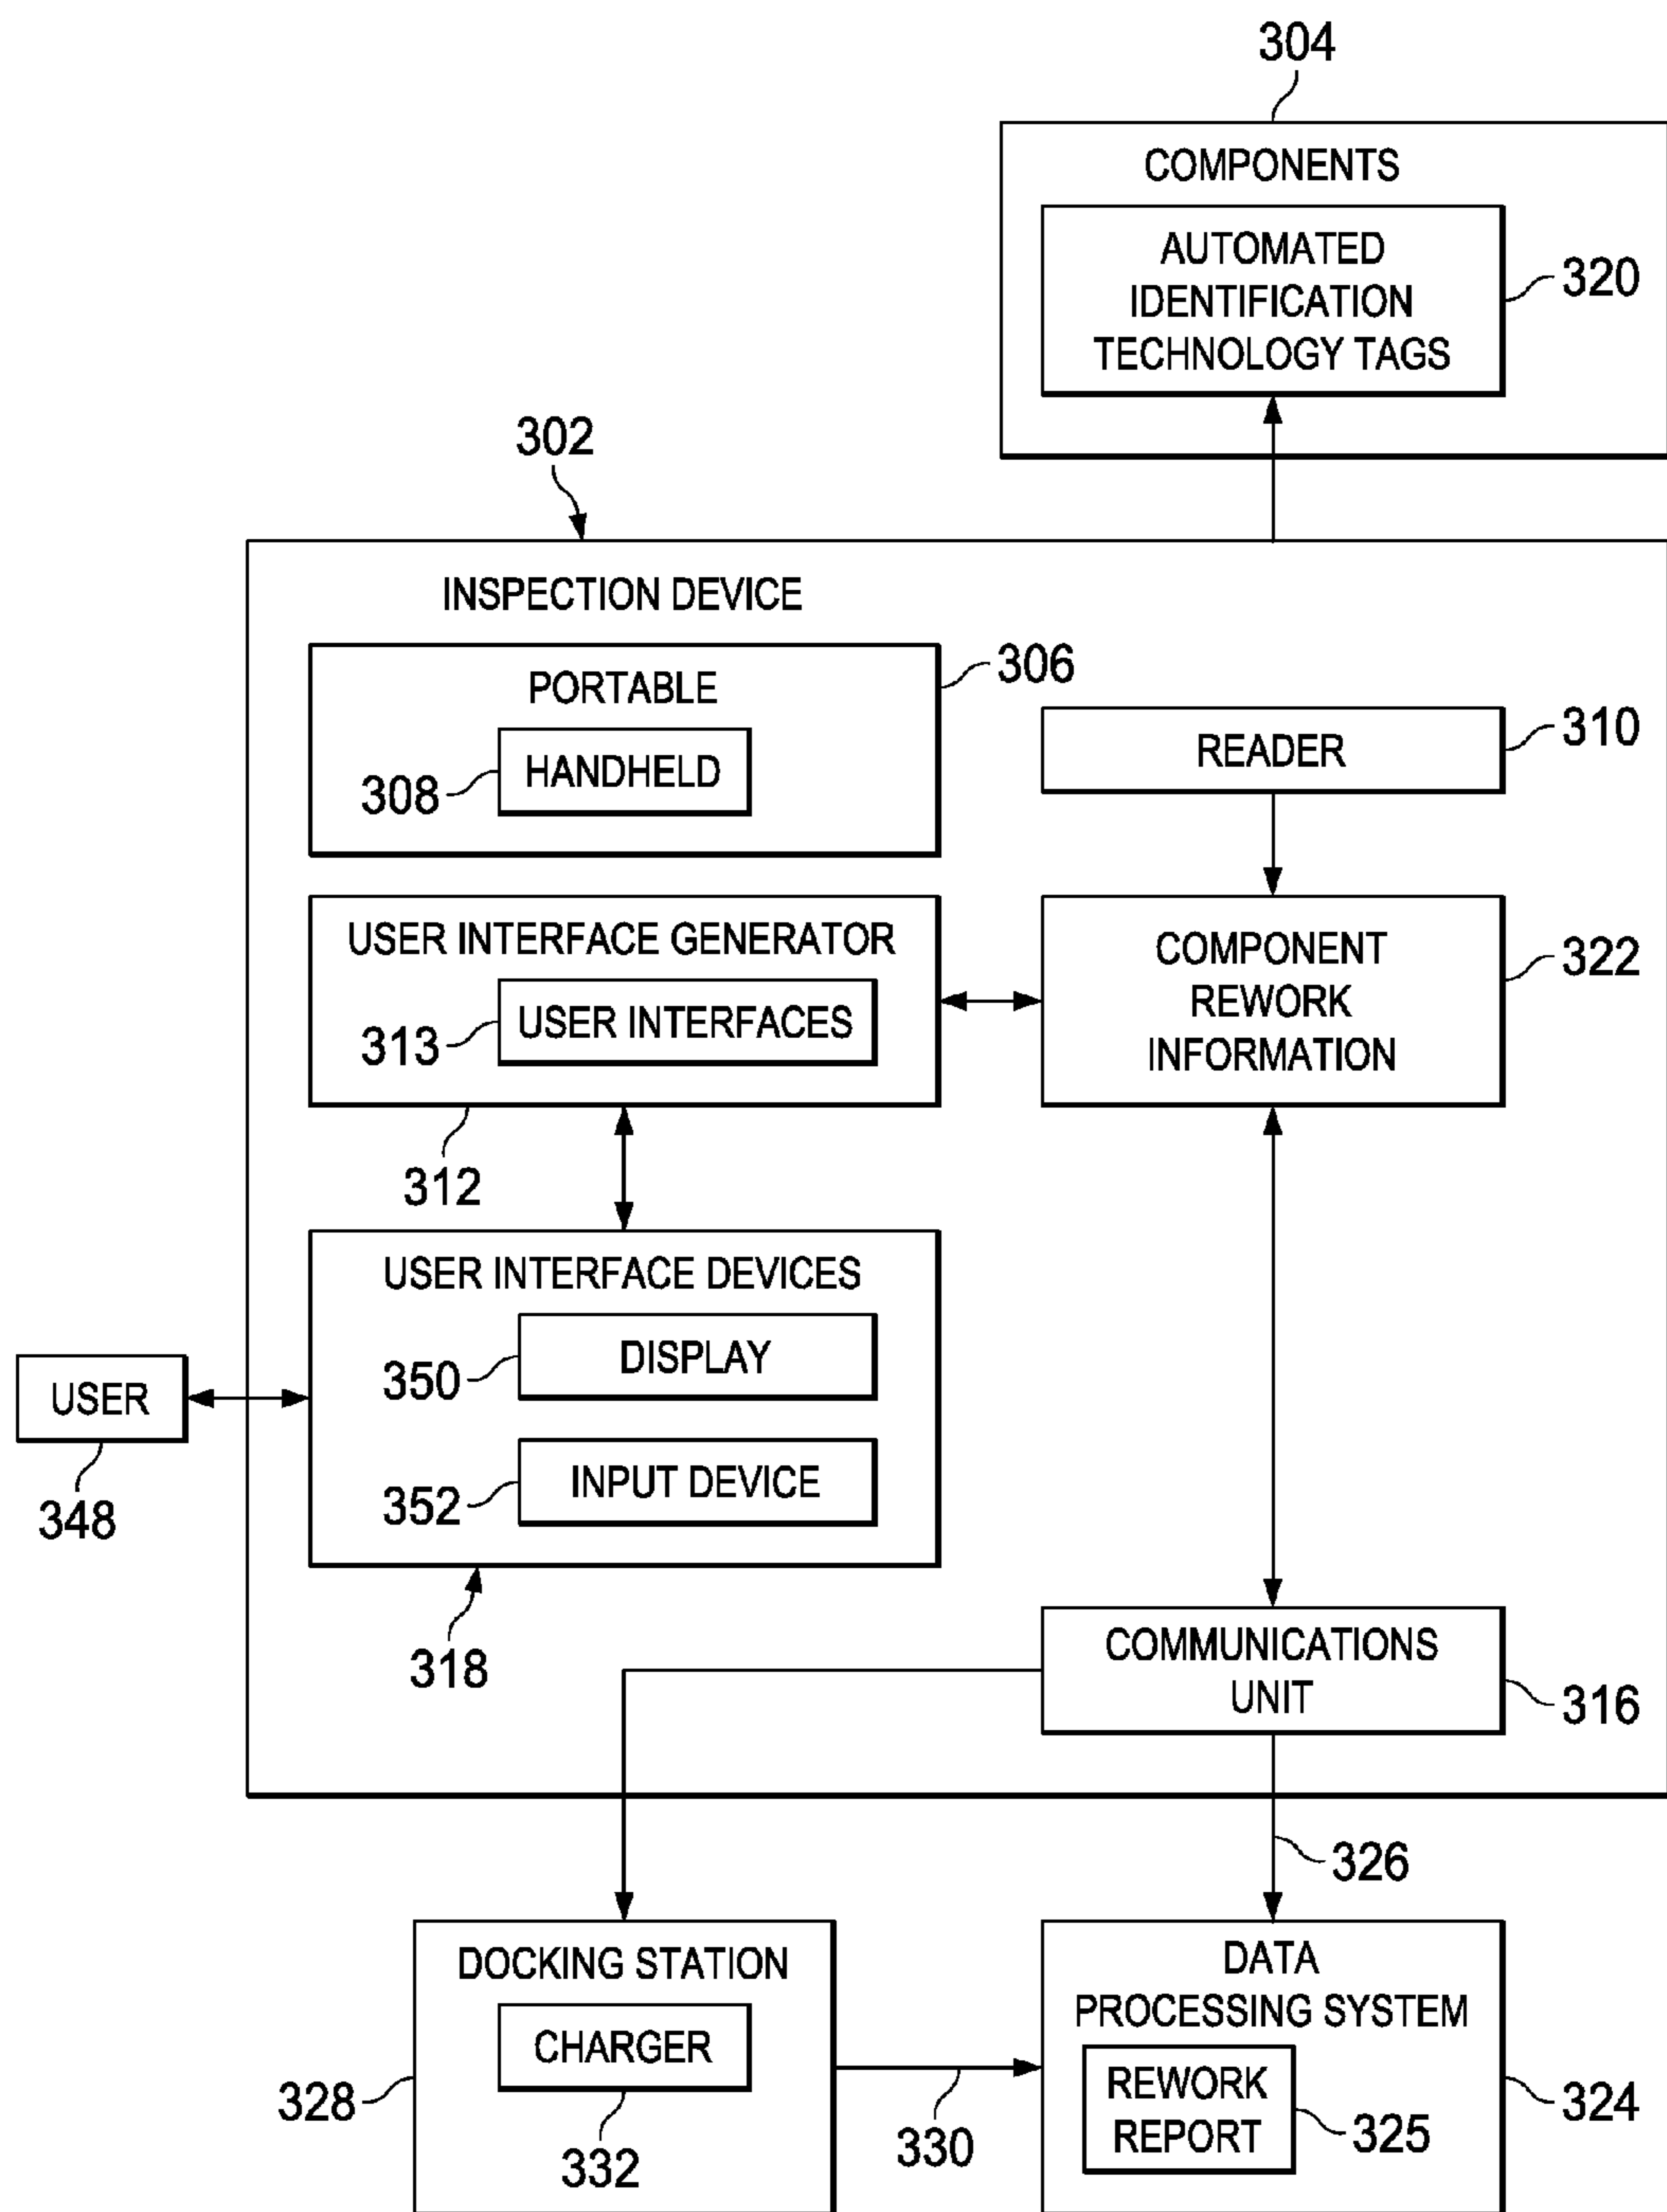 304
COMPONENTS
AUTOMATED
IDENTIFICATION
TECHNOLOGY TAGS
320
302
INSPECTION DEVICE
PORTABLE
306
HANDHELD
308
READER
310
USER INTERFACE GENERATOR
USER INTERFACES
313
312
COMPONENT
REWORK
INFORMATION
322
USER INTERFACE DEVICES
DISPLAY
350
INPUT DEVICE
352
318
USER
348
COMMUNICATIONS
UNIT
316
326
DOCKING STATION
CHARGER
328
332
330
DATA
PROCESSING SYSTEM
REWORK
REPORT
325
324